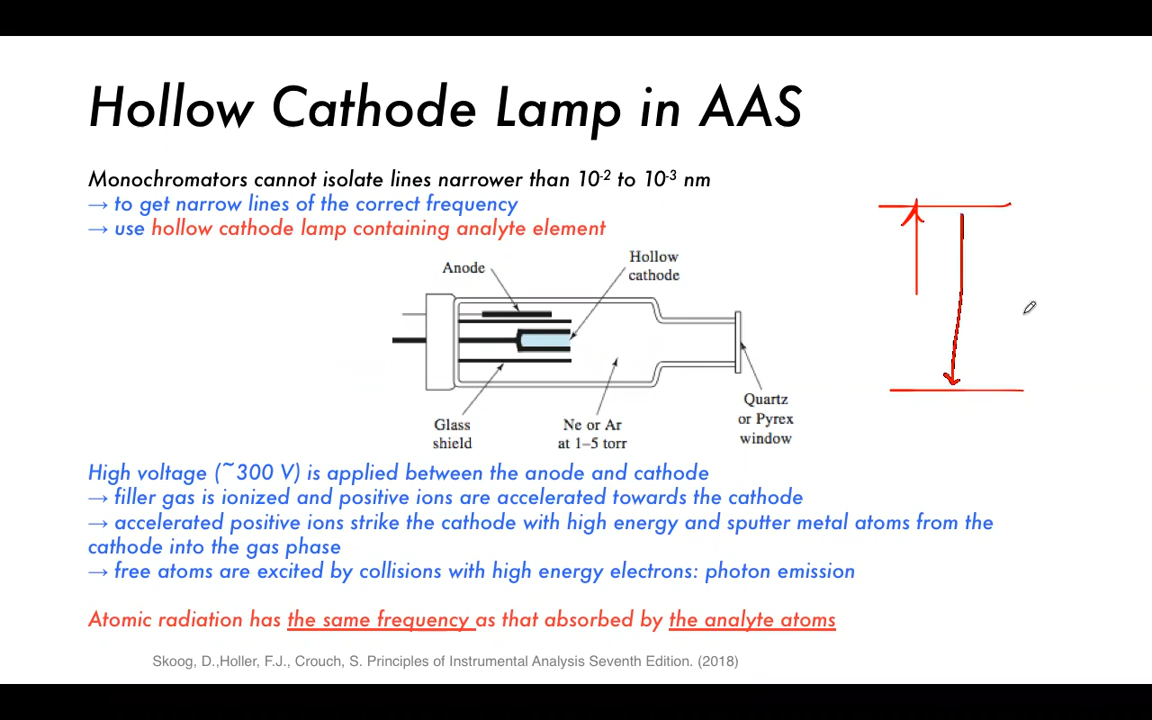 Hollow Cathode Lamp in AAS
Monochromators cannot isolate lines narrower than 10-2 to 10-3 nm
→ to get narrow lines of the correct frequency
→ use hollow cathode lamp containing analyte element
Hollow
cathode
Anode
Quartz
or Pyrex
window
Glass
shield
Ne or Ar
at 1–5 torr
High voltage (~300 V) is applied between the anode and cathode
→ filler gas is ionized and positive ions are accelerated towards the cathode
→ accelerated positive ions strike the cathode with high energy and sputter metal atoms from the
cathode into the gas phase
→ free atoms are excited by collisions with high energy electrons: photon emission
Atomic radiation has the same frequency as that absorbed by the analyte atoms
Skoog, D.,Holler, F.J., Crouch, S. Principles of Instrumental Analysis Seventh Edition. (2018)